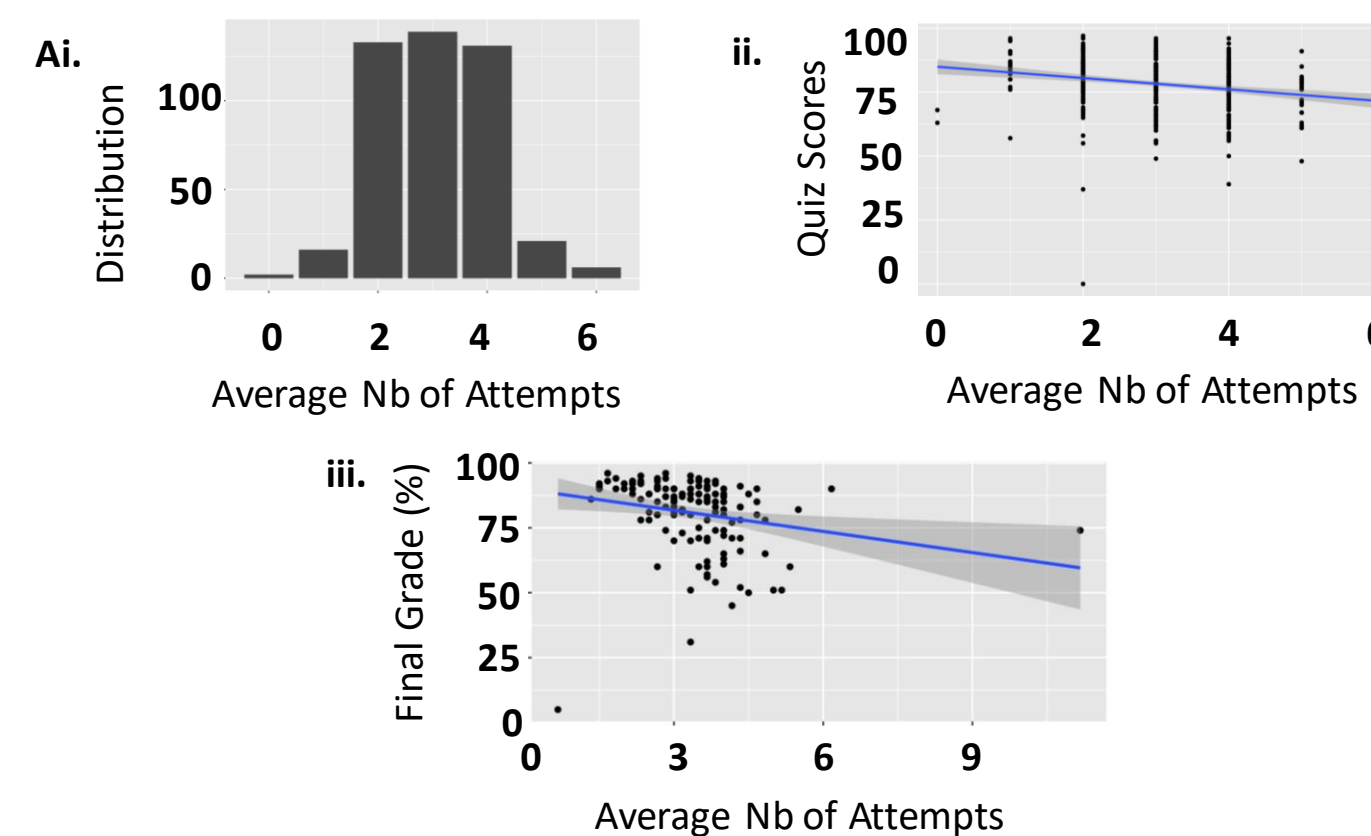 Ai.
Distribution
100
50
0
0 2 4 6
Average Nb of Attempts
ii.
Quiz Scores
100
75
50
25
0
0 2 4
Average Nb of Attempts
iii.
Final Grade (%)
100
75
50
25
0
0 3 6 9
Average Nb of Attempts